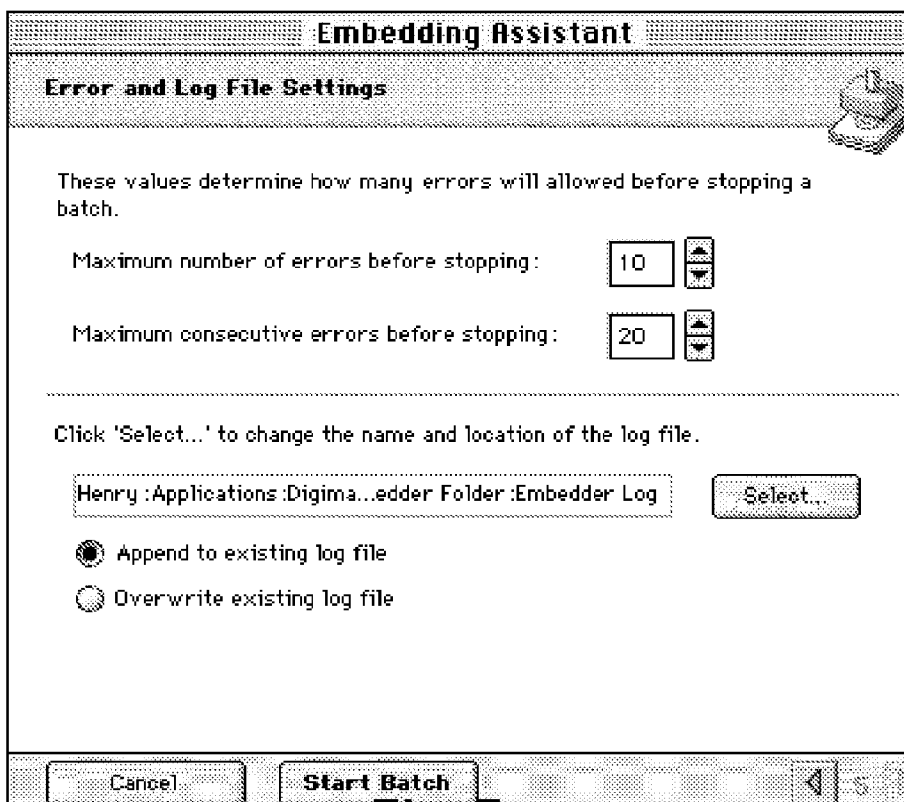 Embedding Assistant
Error and Log File Settings
These values determine how many errors will allowed before stopping a
batch.
Maximum number of errors before stopping: 10
Maximum consecutive errors before stopping: 20
Click 'Select...' to change the name and location of the log file.
Henry :Applications :Digima...edder Folder :Embedder Log Select...
Append to existing log file
Overwrite existing log file
Cancel Start Batch